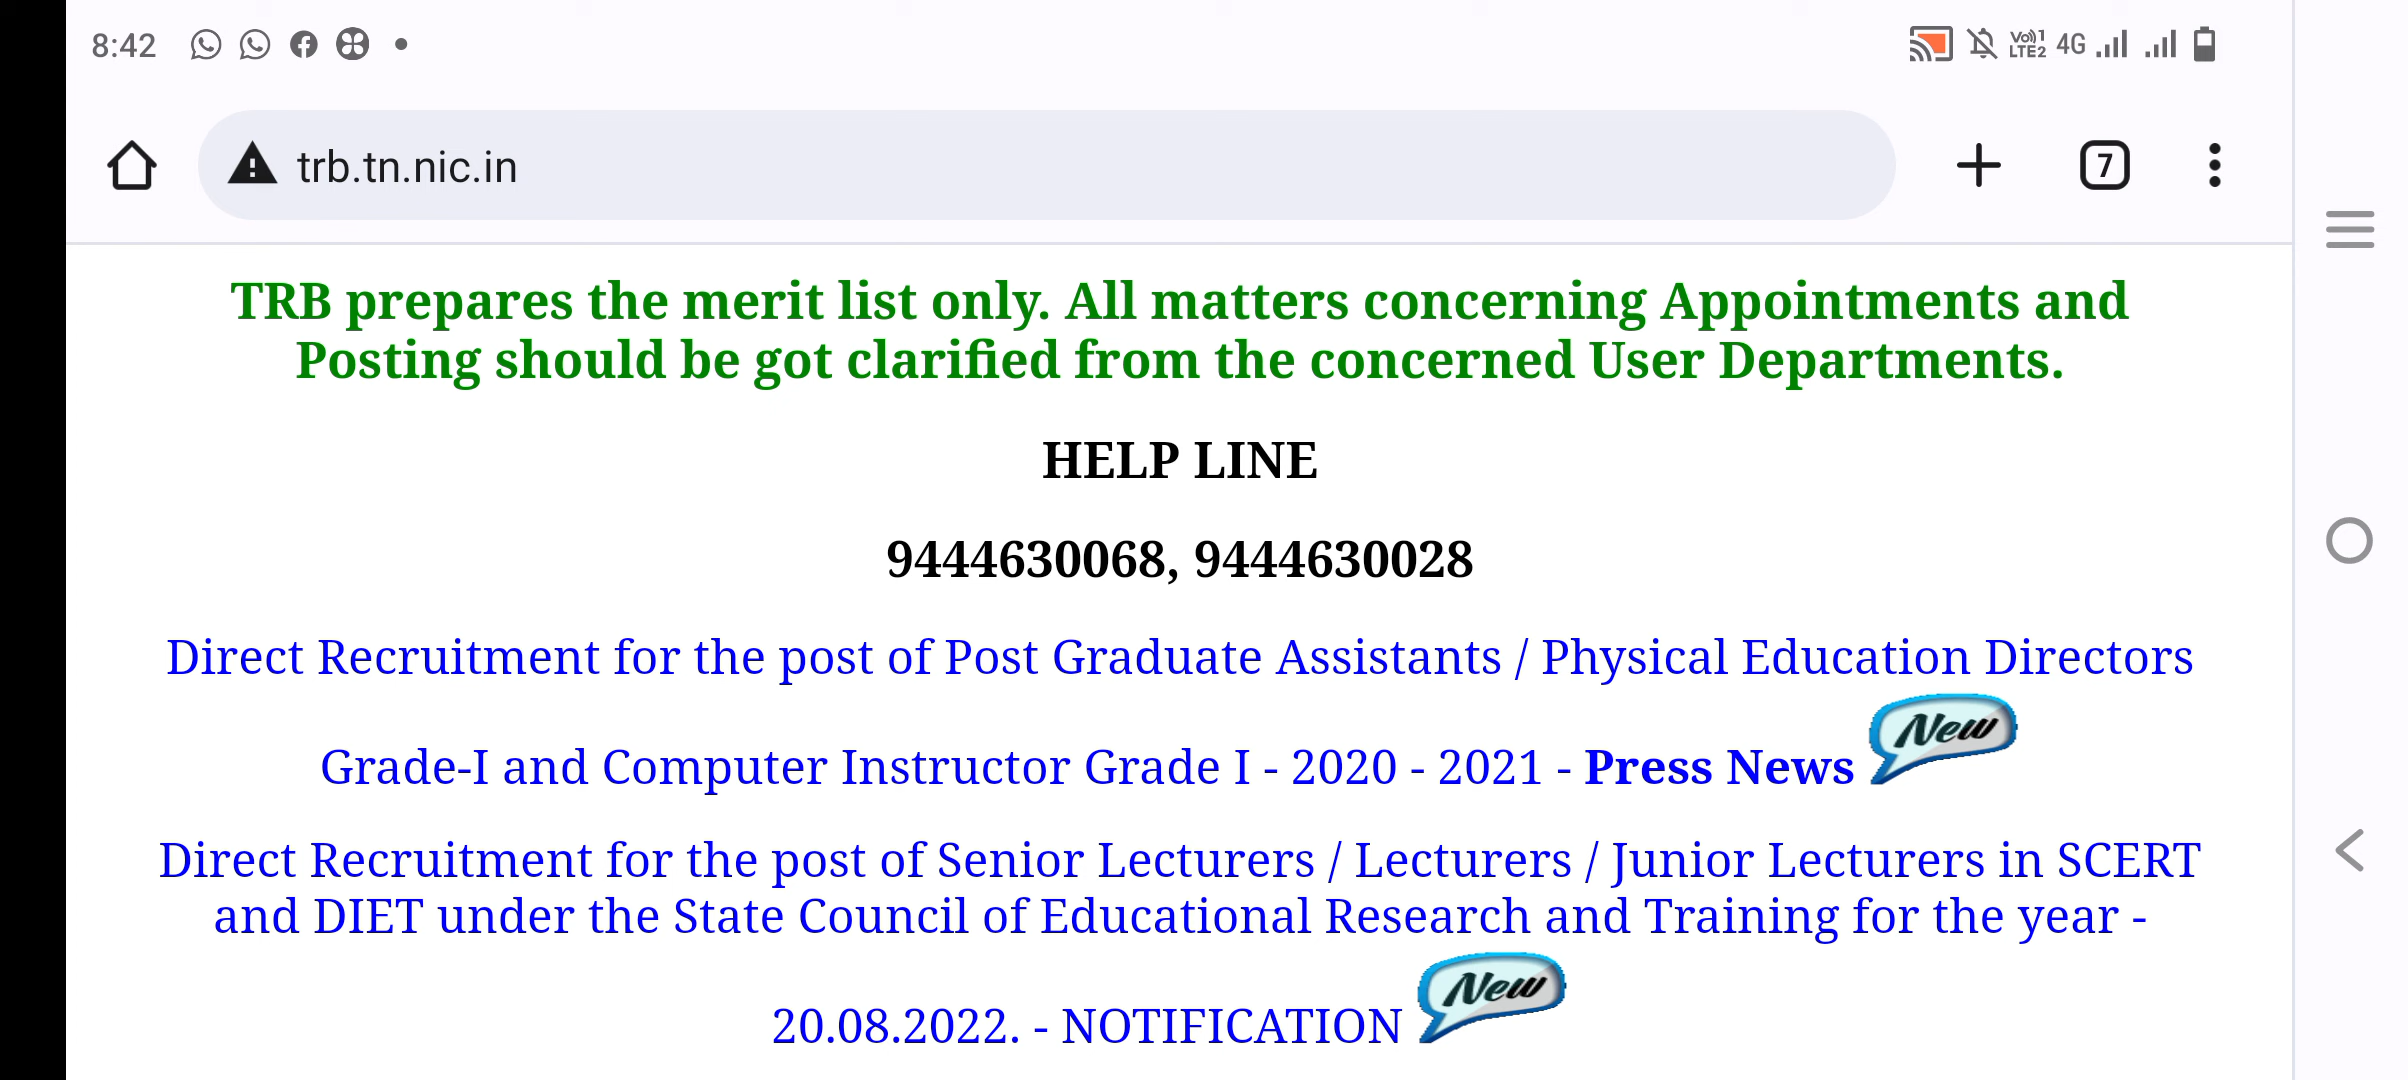 8:42
Vo)) 1
LTE2 4G
trb.tn.nic.in
7
TRB prepares the merit list only. All matters concerning Appointments and
Posting should be got clarified from the concerned User Departments.
HELP LINE
9444630068, 9444630028
Direct Recruitment for the post of Post Graduate Assistants / Physical Education Directors
Grade-I and Computer Instructor Grade I - 2020 - 2021 - Press News New
Direct Recruitment for the post of Senior Lecturers / Lecturers / Junior Lecturers in SCERT
and DIET under the State Council of Educational Research and Training for the year -
20.08.2022. - NOTIFICATION New